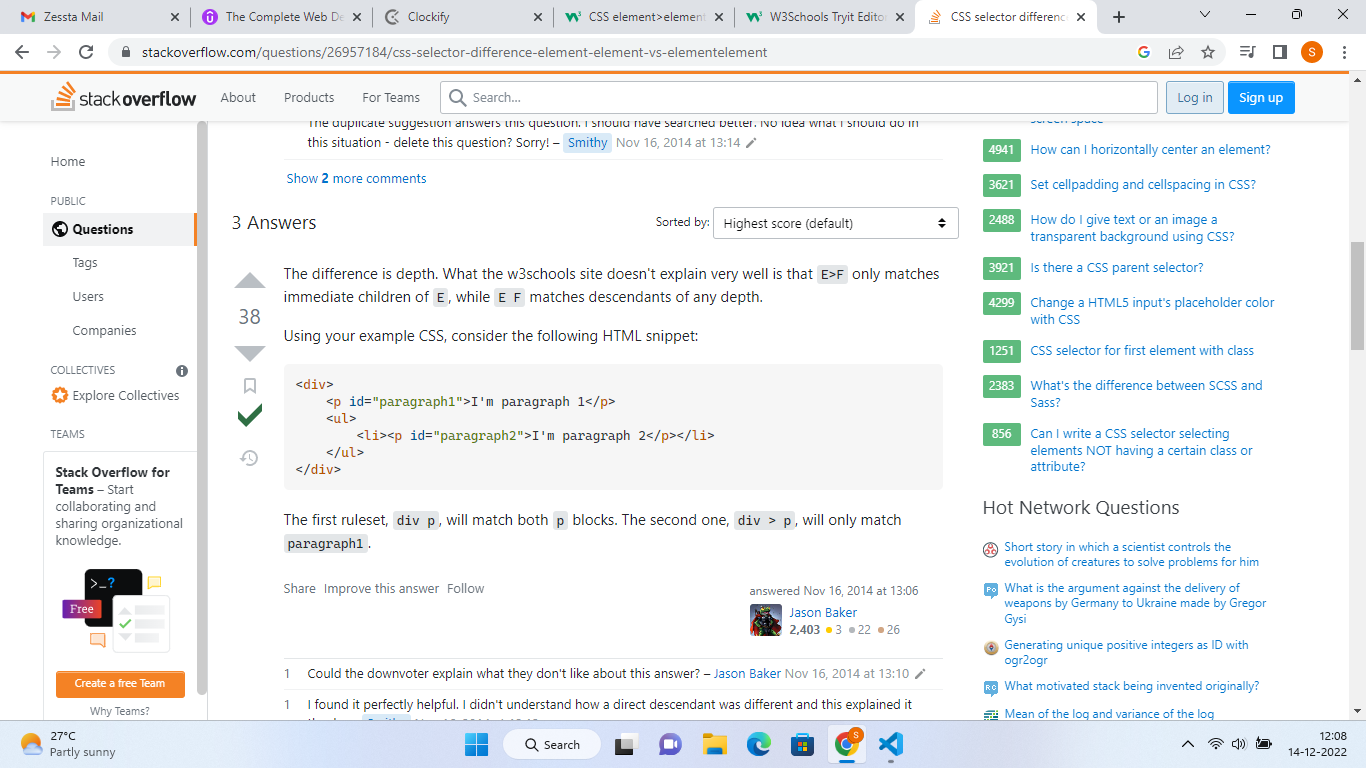 Zessta Mail
The Complete Web De
Clockify
CSS element>element
W3Schools Tryit Editor
CSS selector differenc
stackoverflow.com/questions/26957184/css-selector-difference-element-element-vs-elementelement
S
stackoverflow
About
Products
For Teams
Search...
Log in
Sign up
Home
PUBLIC
Questions
Tags
Users
Companies
COLLECTIVES
Explore Collectives
TEAMS
Stack Overflow for
Teams – Start
collaborating and
sharing organizational
knowledge.
>_?
Free
Create a free Team
Why Teams?
The duplicate suggestion answers this question. I should have searched better. No idea what I should do in
this situation - delete this question? Sorry! – Smithy Nov 16, 2014 at 13:14
Show 2 more comments
3 Answers
Sorted by:
Highest score (default)
38
The difference is depth. What the w3schools site doesn't explain very well is that E>F only matches
immediate children of E, while E F matches descendants of any depth.
Using your example CSS, consider the following HTML snippet:
<div>
    <p id="paragraph1">I'm paragraph 1</p>
    <ul>
        <li><p id="paragraph2">I'm paragraph 2</p></li>
    </ul>
</div>
The first ruleset, div p, will match both p blocks. The second one, div > p, will only match
paragraph1.
Share Improve this answer Follow
answered Nov 16, 2014 at 13:06
Jason Baker
2,403 3 22 26
1 Could the downvoter explain what they don't like about this answer? – Jason Baker Nov 16, 2014 at 13:10
1 I found it perfectly helpful. I didn't understand how a direct descendant was different and this explained it
screen space
4941 How can I horizontally center an element?
3621 Set cellpadding and cellspacing in CSS?
2488 How do I give text or an image a
transparent background using CSS?
3921 Is there a CSS parent selector?
4299 Change a HTML5 input's placeholder color
with CSS
1251 CSS selector for first element with class
2383 What's the difference between SCSS and
Sass?
856 Can I write a CSS selector selecting
elements NOT having a certain class or
attribute?
Hot Network Questions
Short story in which a scientist controls the
evolution of creatures to solve problems for him
Po What is the argument against the delivery of
weapons by Germany to Ukraine made by Gregor
Gysi
Generating unique positive integers as ID with
ogr2ogr
RC What motivated stack being invented originally?
Mean of the log and variance of the log
27°C
Partly sunny
Search
S
12:08
14-12-2022